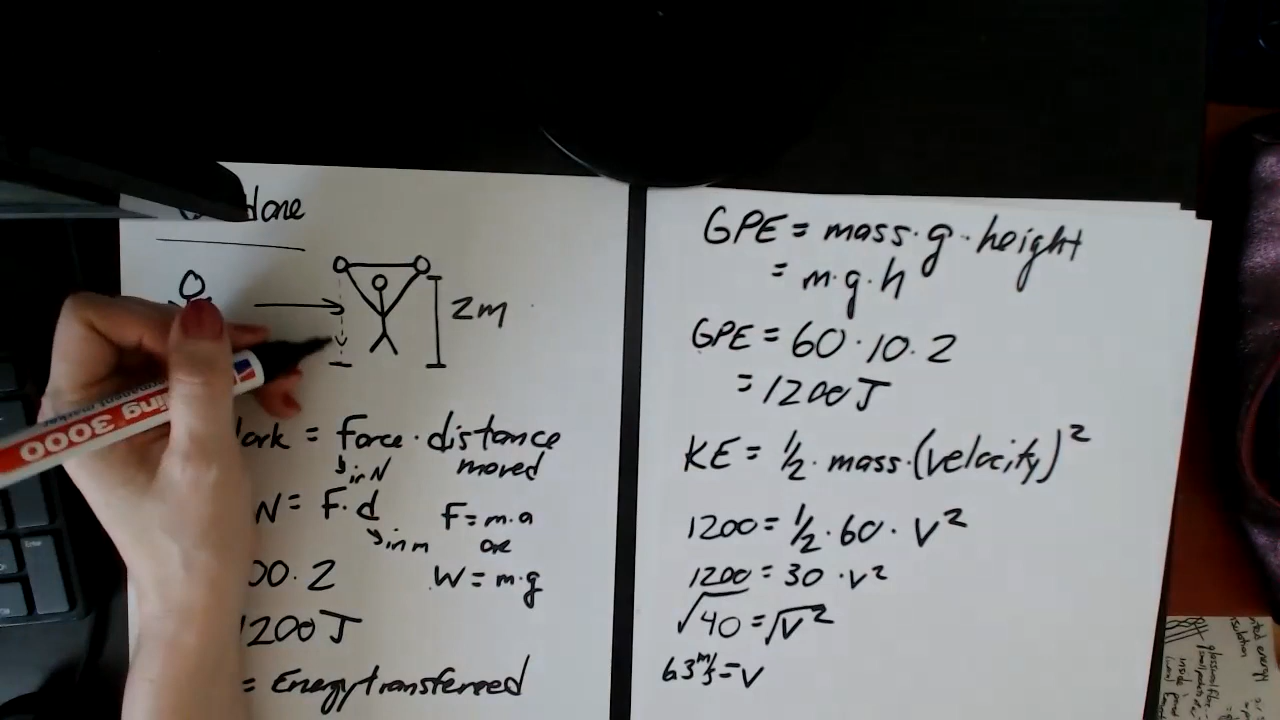 done
2m
= force · distance
in N moved
= F · d
in m
F = m.a
or
W = m.g
00.2
1200 J
= Energy transferred
3000
permanent marker
GPE = mass · g · height
= m · g · h
GPE = 60 · 10 · 2
= 1200 J
KE = ½ · mass · (velocity)²
1200 = ½ · 60 · v²
1200 = 30 · v²
√40 = √v²
63 m/s = v